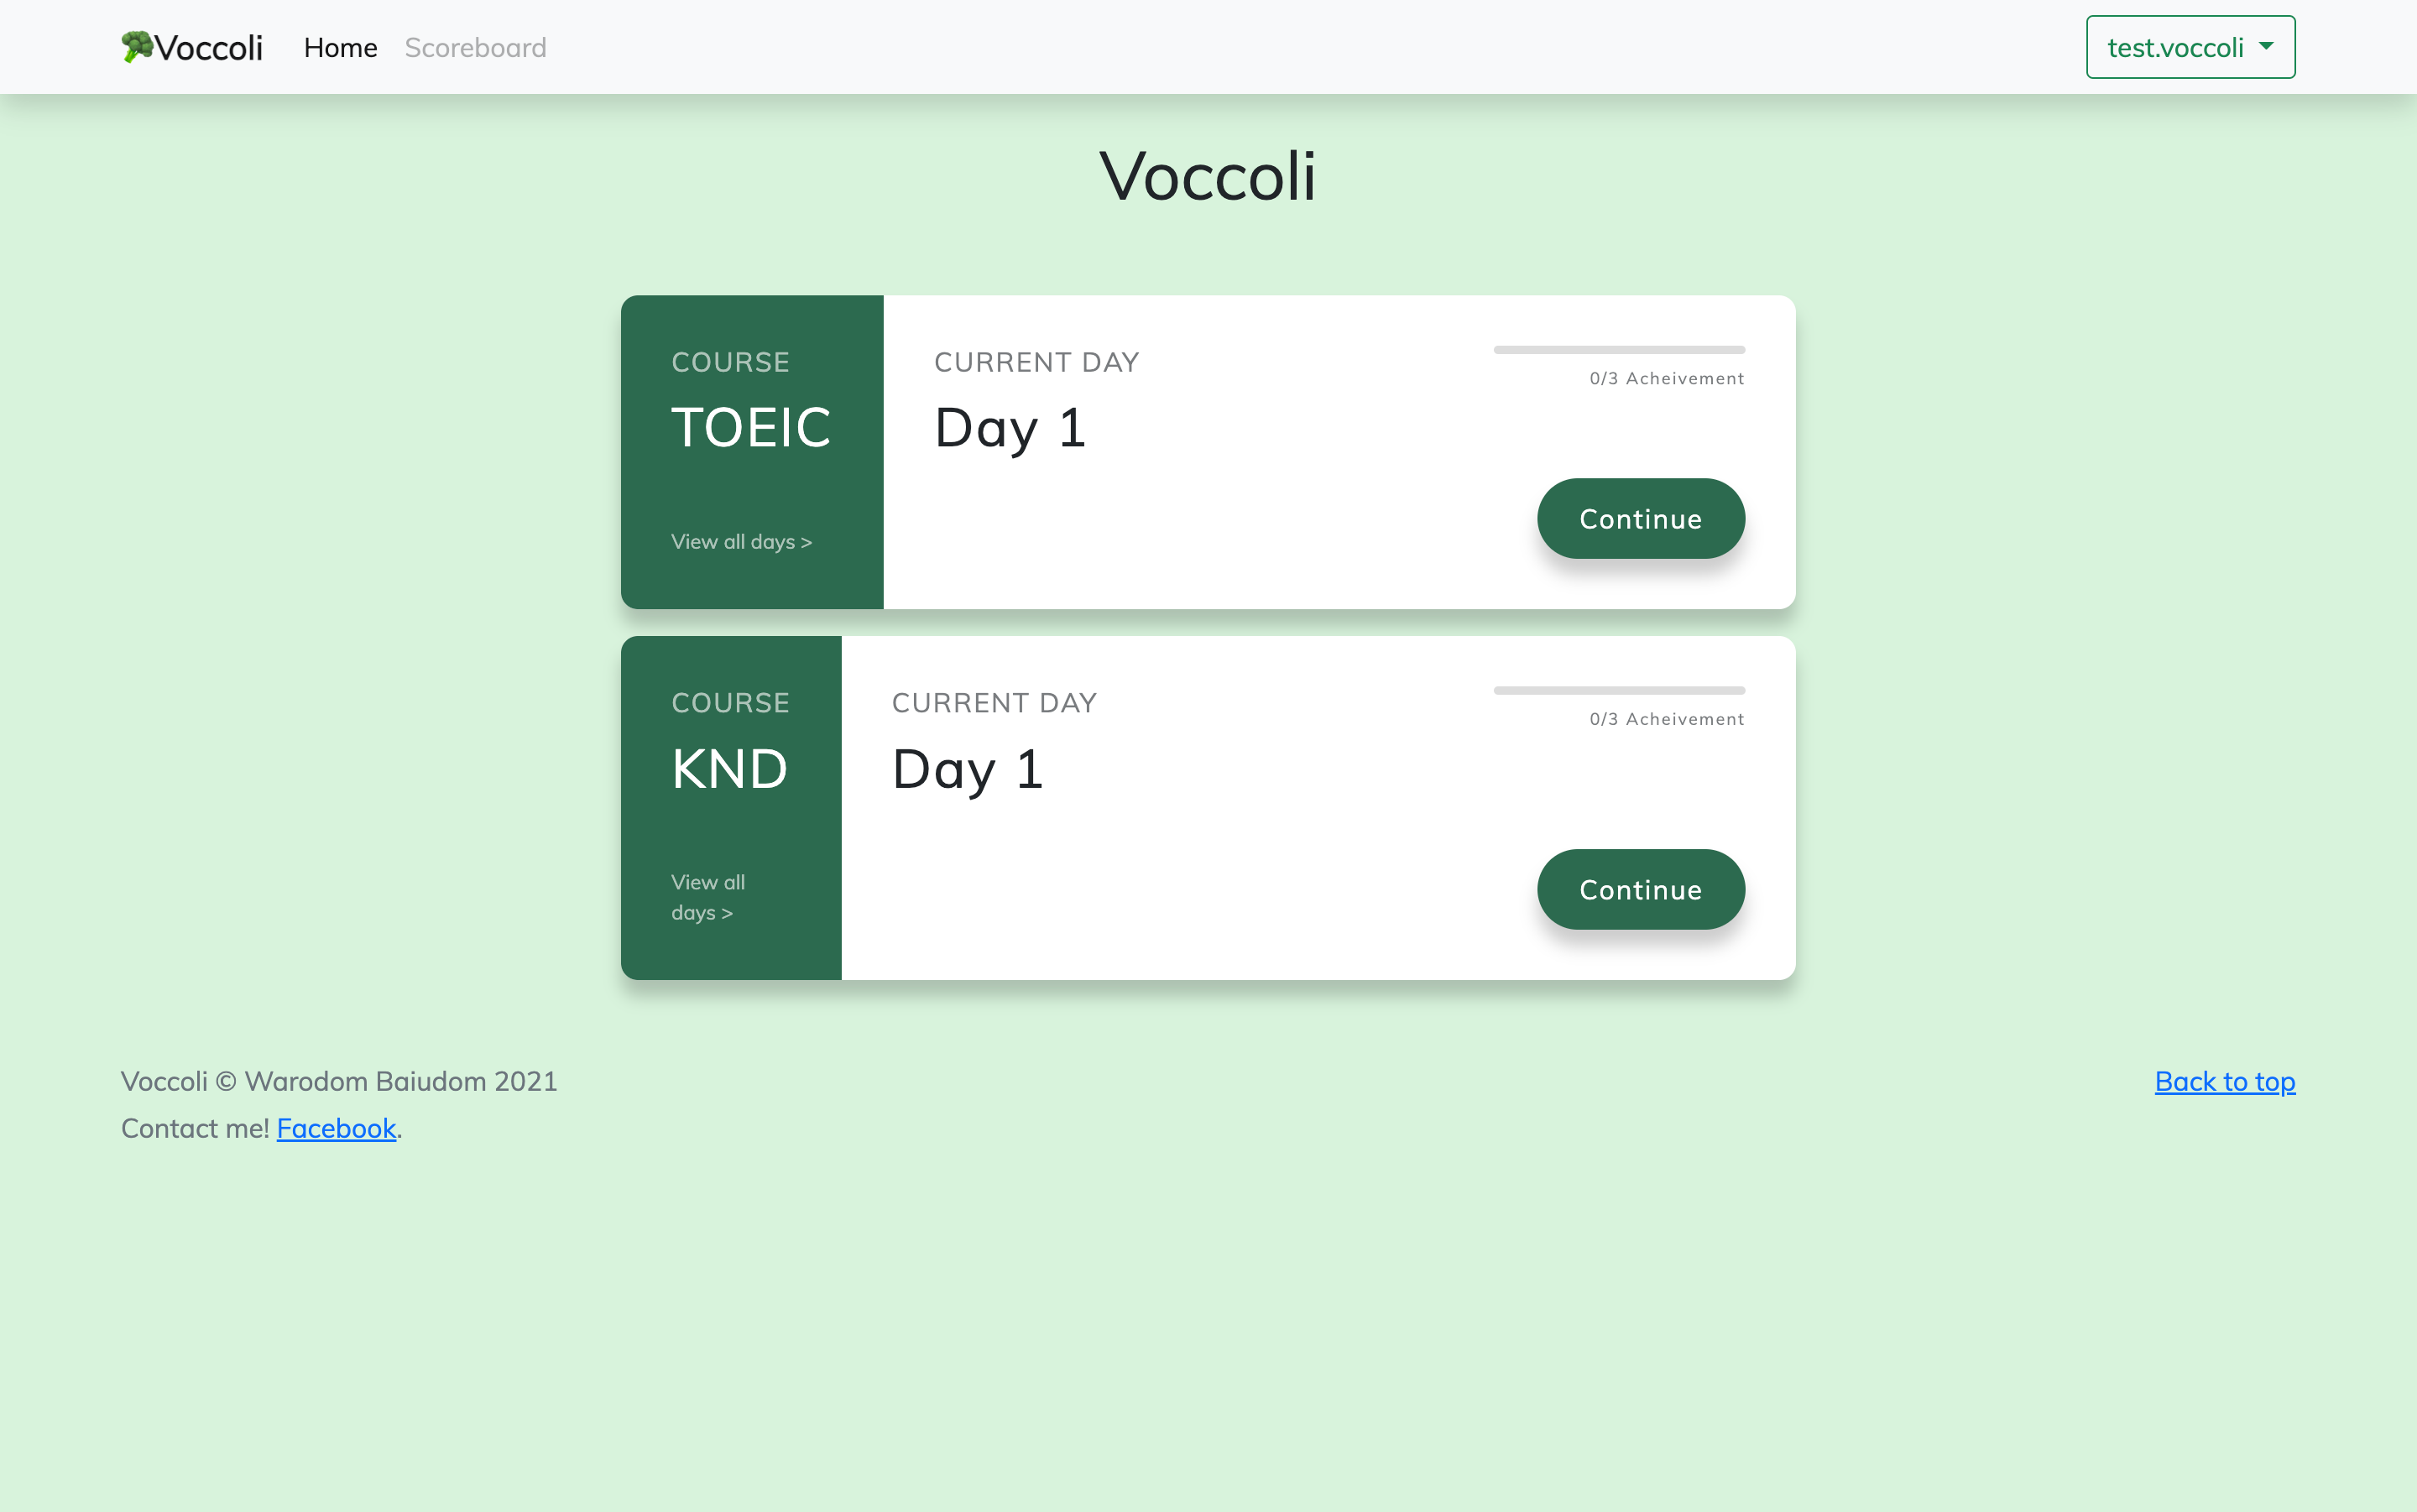 Voccoli Home Scoreboard test.voccoli
Voccoli
COURSE
TOEIC
View all days >
CURRENT DAY
Day 1
0/3 Acheivement
Continue
COURSE
KND
View all
days >
CURRENT DAY
Day 1
0/3 Acheivement
Continue
Voccoli © Warodom Baiudom 2021
Contact me! Facebook.
Back to top